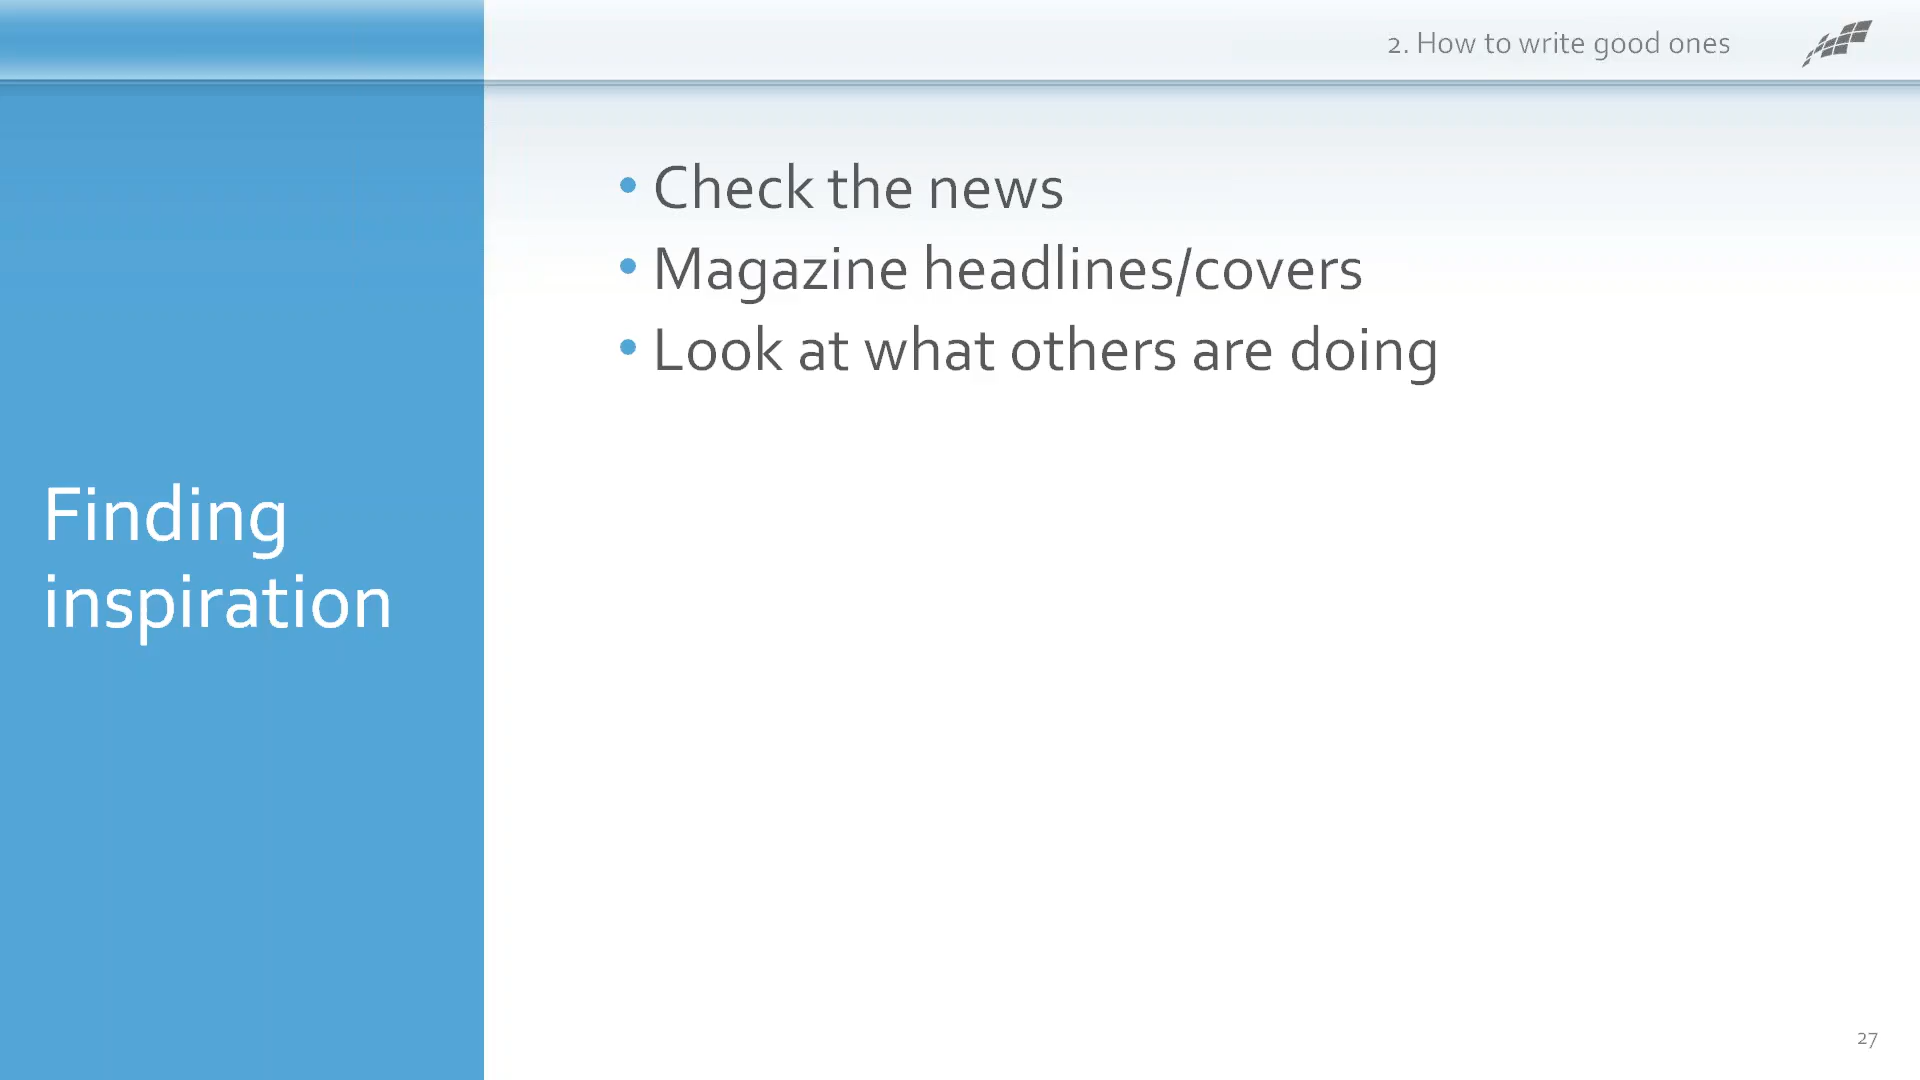 2. How to write good ones
Finding
inspiration
• Check the news
• Magazine headlines/covers
• Look at what others are doing
27